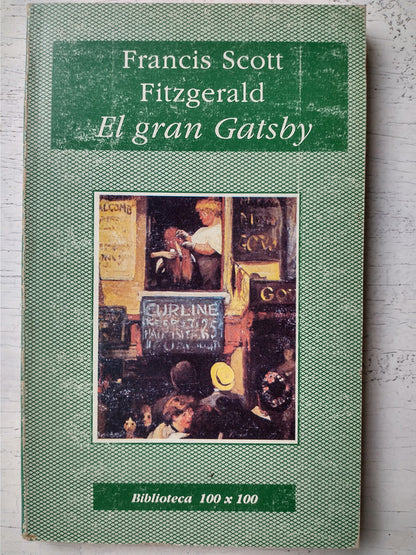 Francis Scott
Fitzgerald
El gran Gatsby
CURLINE
Biblioteca 100 x 100